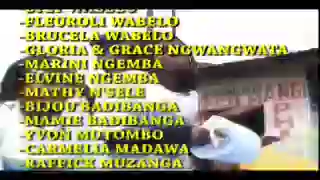 -FLEUROLI WABELO
-BRUCELA WABELO
-GLORIA & GRACE NGWANGWATA
-MARINI NGEMBA
-ELVINE NGEMBA
-MATHY N'SELE
-BIJOU BADIBANGA
-MAMIE BADIBANGA
-YVON MUTOMBO
-CARMELIA MADAWA
-RAFFICK MUZANGA